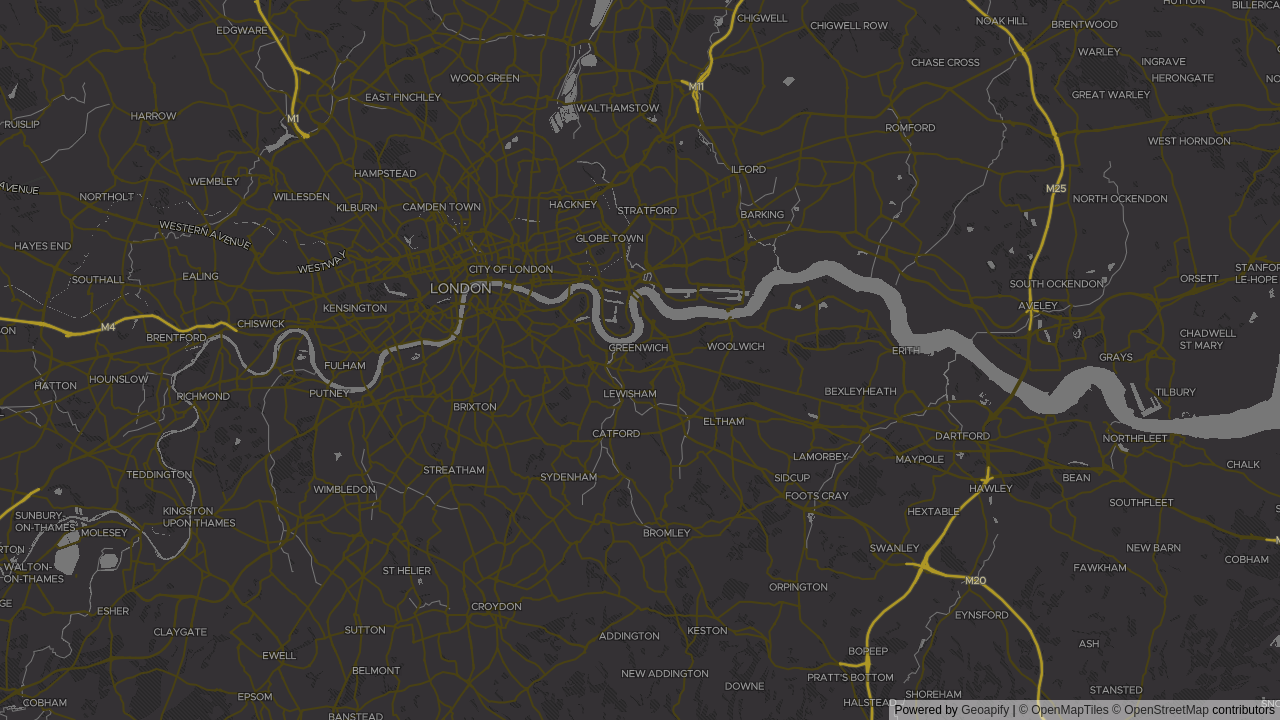 HUTTON
BILLERICA
CHIGWELL
CHIGWELL ROW
NOAK HILL
BRENTWOOD
EDGWARE
WARLEY
INGRAVE
CHASE CROSS
WOOD GREEN
HERONGATE
NO
M11
EAST FINCHLEY
GREAT WARLEY
WALTHAMSTOW
HARROW
M1
RUISLIP
ROMFORD
WEST HORNDON
ILFORD
HAMPSTEAD
WEMBLEY
AVENUE
M25
NORTHOLT
WILLESDEN
NORTH OCKENDON
KILBURN
CAMDEN TOWN
HACKNEY
STRATFORD
BARKING
WESTERN AVENUE
GLOBE TOWN
HAYES END
WESTWAY
CITY OF LONDON
STANFOR
LE-HOPE
EALING
SOUTHALL
ORSETT
SOUTH OCKENDON
LONDON
KENSINGTON
AVELEY
CHISWICK
M4
SON
BRENTFORD
CHADWELL
ST MARY
GREENWICH
WOOLWICH
ERITH
GRAYS
FULHAM
HOUNSLOW
HATTON
RICHMOND
PUTNEY
LEWISHAM
BEXLEYHEATH
TILBURY
BRIXTON
ELTHAM
CATFORD
DARTFORD
NORTHFLEET
LAMORBEY
MAYPOLE
CHALK
STREATHAM
TEDDINGTON
SYDENHAM
SIDCUP
BEAN
WIMBLEDON
HAWLEY
FOOTS CRAY
SOUTHFLEET
KINGSTON
UPON THAMES
SUNBURY-
ON-THAMES
HEXTABLE
MOLESEY
BROMLEY
SWANLEY
NEW BARN
RTON
COBHAM
WALTON-
ON-THAMES
ST HELIER
FAWKHAM
M20
ORPINGTON
GE
ESHER
CROYDON
EYNSFORD
CLAYGATE
SUTTON
ADDINGTON
KESTON
ASH
BOPEEP
EWELL
BELMONT
NEW ADDINGTON
PRATT'S BOTTOM
DOWNE
STANSTED
EPSOM
SHOREHAM
COBHAM
HALSTEAD
BANSTEAD
Powered by Geoapify | © OpenMapTiles © OpenStreetMap contributors